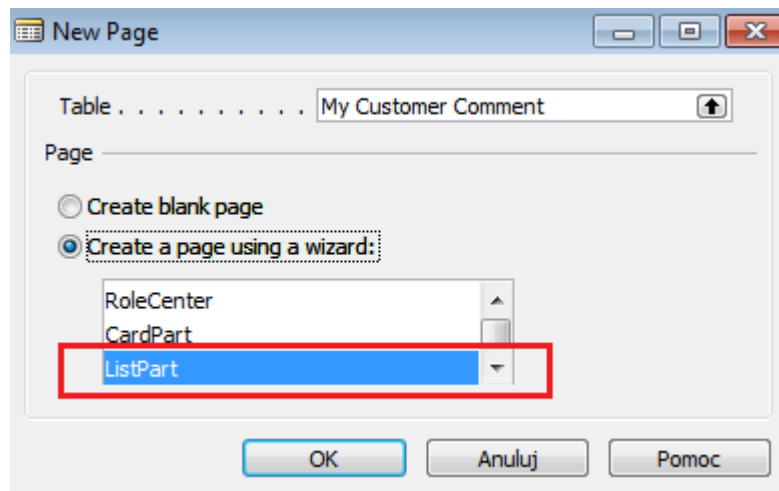 New Page
Table . . . . . . . . . . My Customer Comment
Page
Create blank page
Create a page using a wizard:
RoleCenter
CardPart
ListPart
OK Anuluj Pomoc